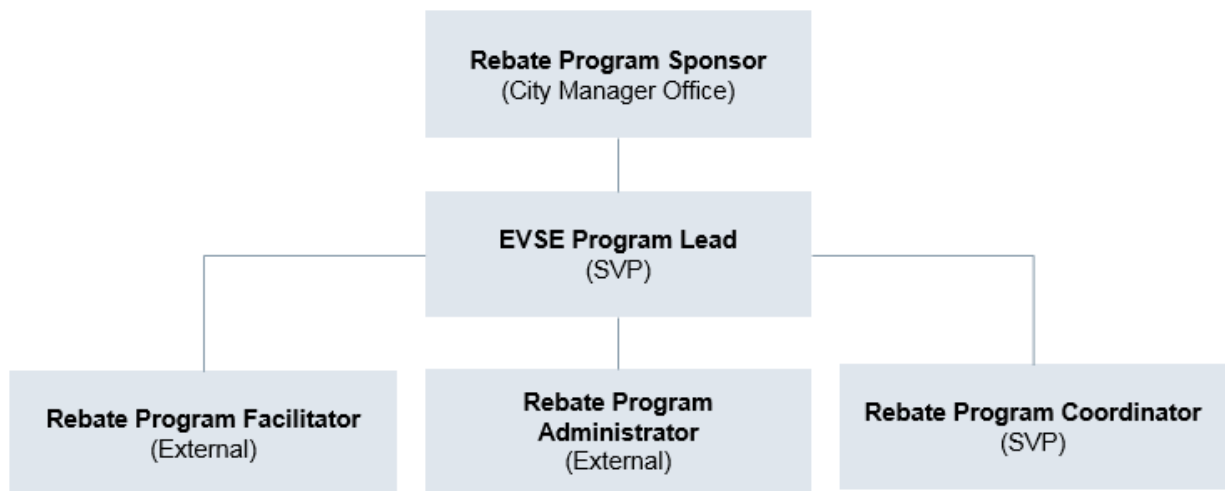 Rebate Program Sponsor
(City Manager Office)
EVSE Program Lead
(SVP)
Rebate Program Facilitator
(External)
Rebate Program
Administrator
(External)
Rebate Program Coordinator
(SVP)